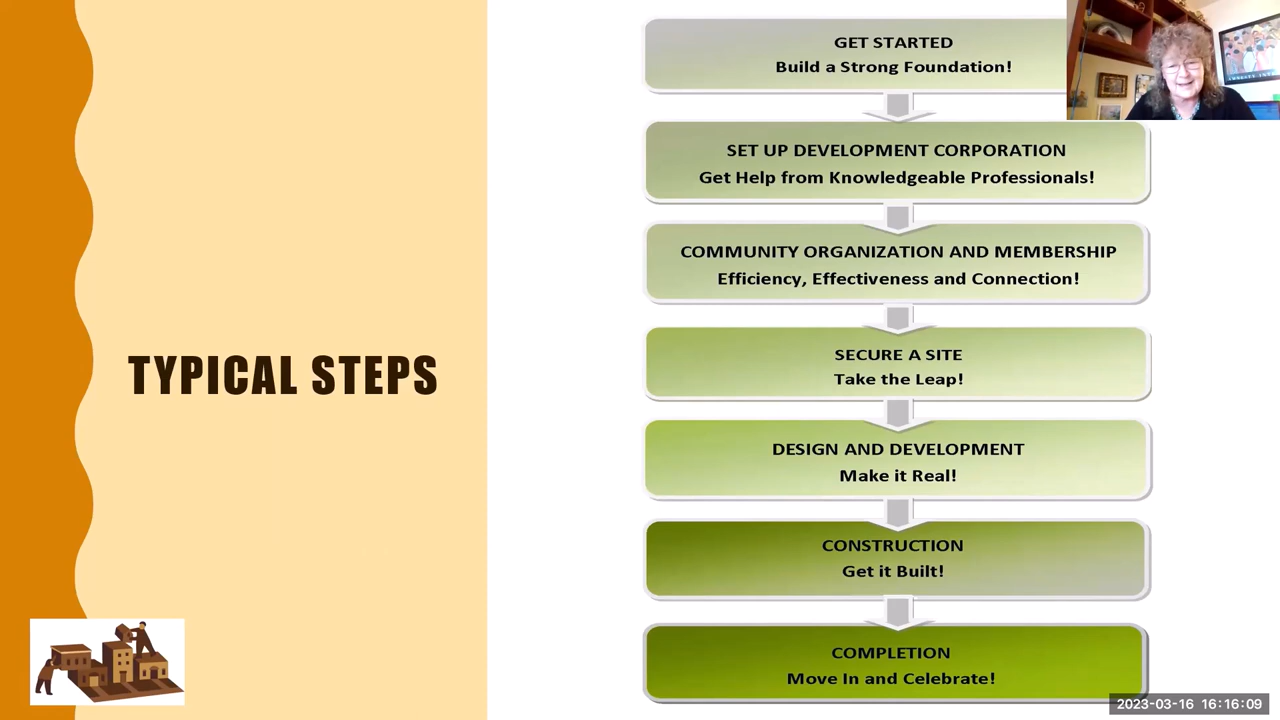 TYPICAL STEPS
GET STARTED
Build a Strong Foundation!
SET UP DEVELOPMENT CORPORATION
Get Help from Knowledgeable Professionals!
COMMUNITY ORGANIZATION AND MEMBERSHIP
Efficiency, Effectiveness and Connection!
SECURE A SITE
Take the Leap!
DESIGN AND DEVELOPMENT
Make it Real!
CONSTRUCTION
Get it Built!
COMPLETION
Move In and Celebrate!
2023-03-16 16:16:09